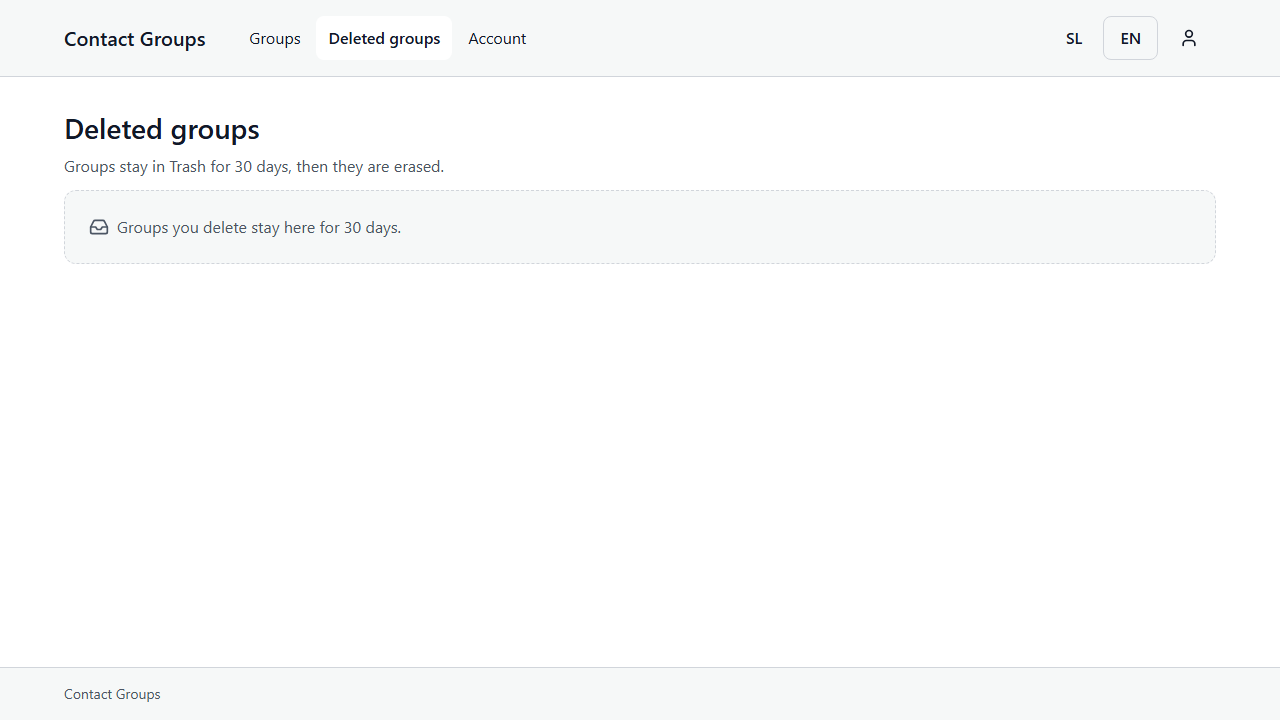 Contact Groups
Groups
Deleted groups
Account
SL
EN
Deleted groups
Groups stay in Trash for 30 days, then they are erased.
Groups you delete stay here for 30 days.
Contact Groups